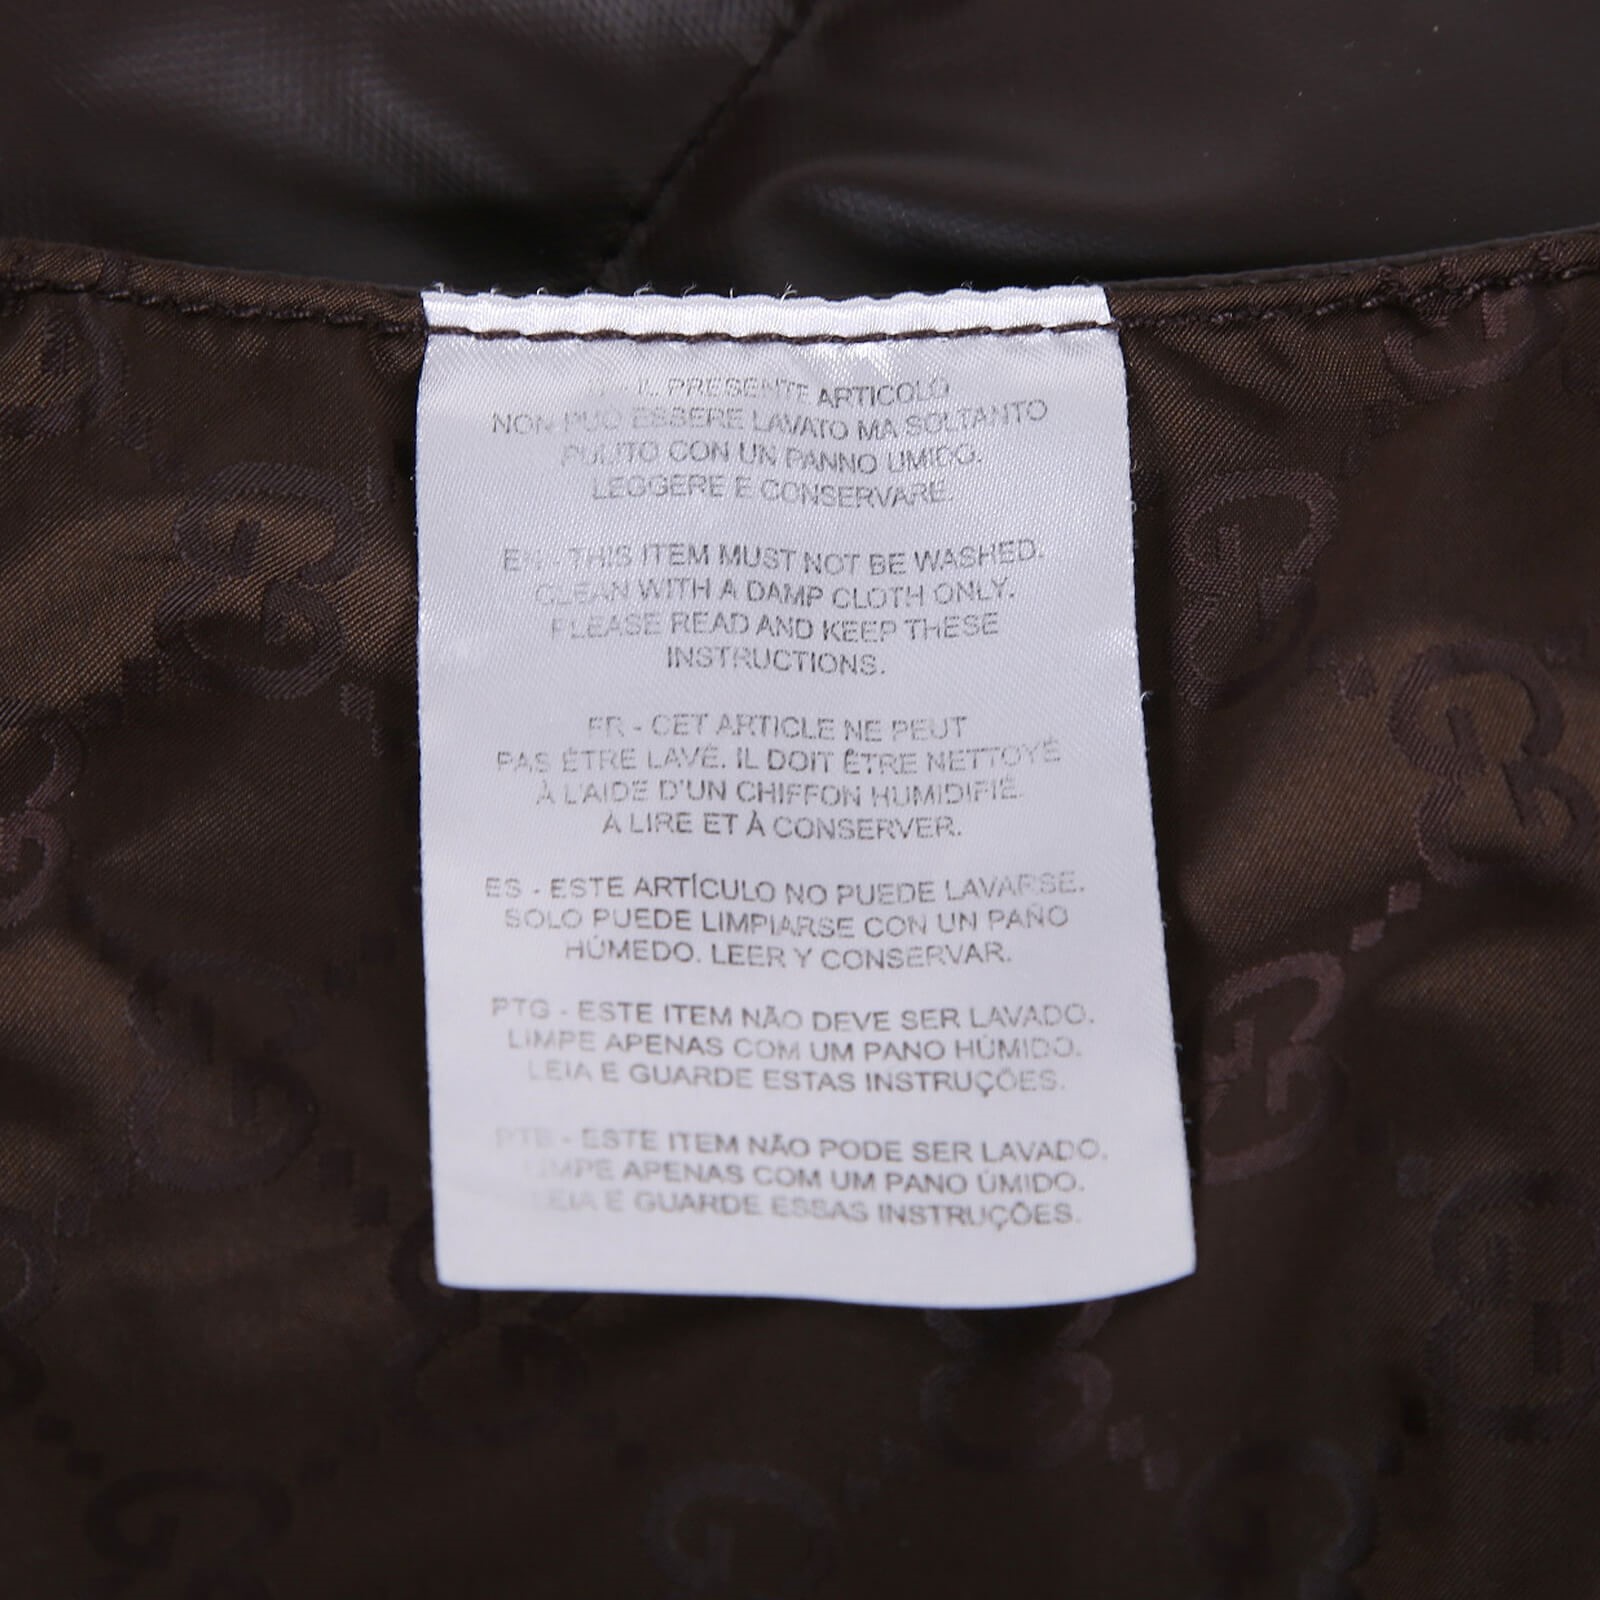 IT - IL PRESENTE ARTICOLO
NON PUÒ ESSERE LAVATO MA SOLTANTO
PULITO CON UN PANNO UMIDO.
LEGGERE E CONSERVARE.
EN - THIS ITEM MUST NOT BE WASHED.
CLEAN WITH A DAMP CLOTH ONLY.
PLEASE READ AND KEEP THESE
INSTRUCTIONS.
FR - CET ARTICLE NE PEUT
PAS ÊTRE LAVÉ. IL DOIT ÊTRE NETTOYÉ
À L'AIDE D'UN CHIFFON HUMIDIFIÉ.
À LIRE ET À CONSERVER.
ES - ESTE ARTÍCULO NO PUEDE LAVARSE.
SOLO PUEDE LIMPIARSE CON UN PAÑO
HÚMEDO. LEER Y CONSERVAR.
PTG - ESTE ITEM NÃO DEVE SER LAVADO.
LIMPE APENAS COM UM PANO HÚMIDO.
LEIA E GUARDE ESTAS INSTRUÇÕES.
PTB - ESTE ITEM NÃO PODE SER LAVADO.
LIMPE APENAS COM UM PANO ÚMIDO.
LEIA E GUARDE ESSAS INSTRUÇÕES.